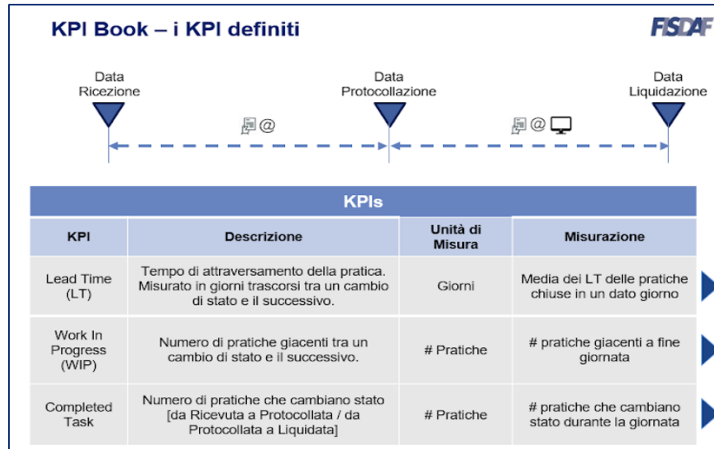 KPI Book – i KPI definiti
FISDAF
Data
Ricezione
Data
Protocollazione
Data
Liquidazione
@
@
KPIs
KPI
Descrizione
Unità di
Misura
Misurazione
Lead Time
(LT)
Tempo di attraversamento della pratica.
Misurato in giorni trascorsi tra un cambio
di stato e il successivo.
Giorni
Media dei LT delle pratiche
chiuse in un dato giorno
Work In
Progress
(WIP)
Numero di pratiche giacenti tra un
cambio di stato e il successivo.
# Pratiche
# pratiche giacenti a fine
giornata
Completed
Task
Numero di pratiche che cambiano stato
[da Ricevuta a Protocollata / da
Protocollata a Liquidata]
# Pratiche
# pratiche che cambiano
stato durante la giornata